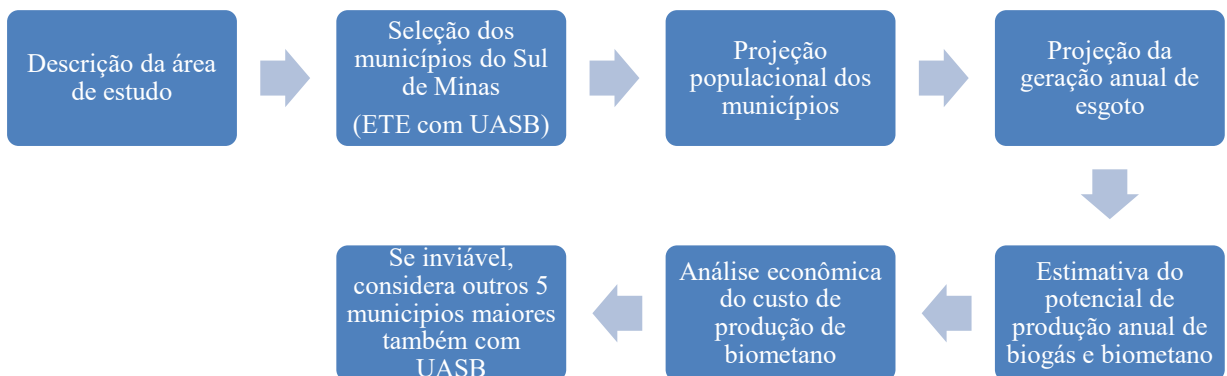 Descrição da área
de estudo
Seleção dos
municípios do Sul
de Minas
(ETE com UASB)
Projeção
populacional dos
municípios
Projeção da
geração anual de
esgoto
Estimativa do
potencial de
produção anual de
biogás e biometano
Análise econômica
do custo de
produção de
biometano
Se inviável,
considera outros 5
municipios maiores
também com
UASB